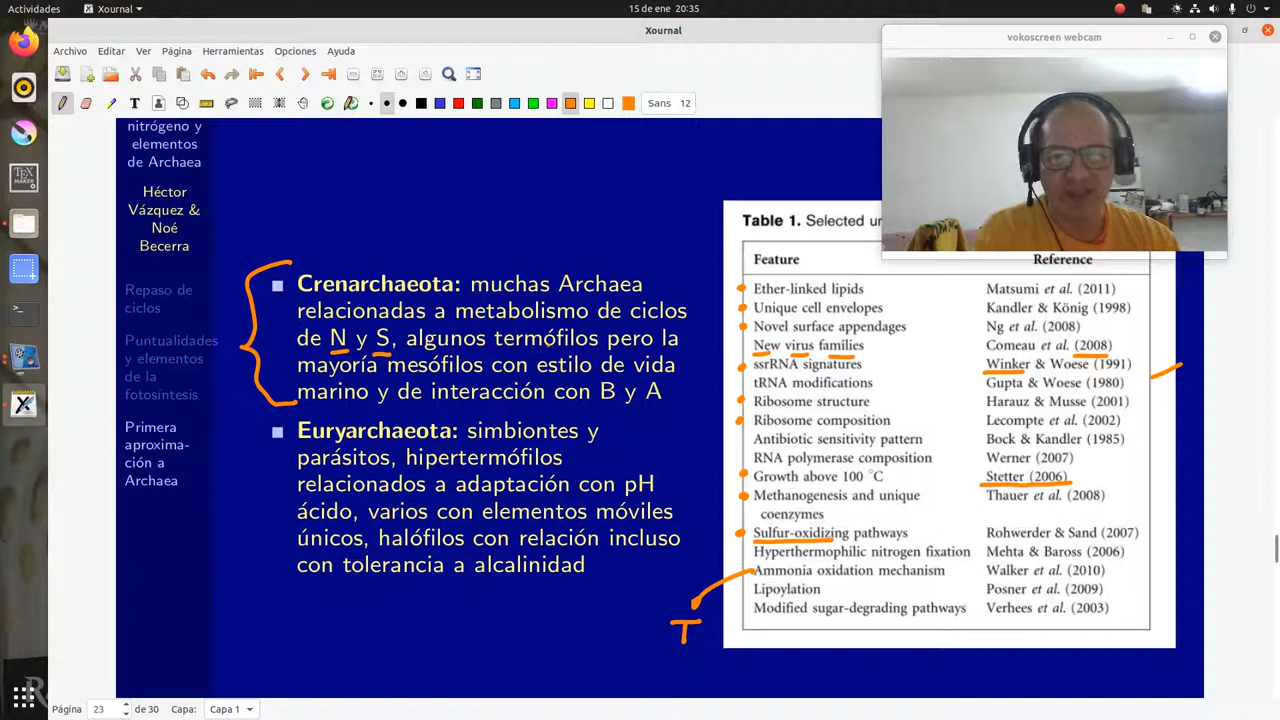 Actividades
Xournal
15 de ene 20:35
Xournal
vokoscreen webcam
Archivo Editar Ver Página Herramientas Opciones Ayuda
Sans 12
nitrógeno y
elementos
de Archaea
Héctor
Vázquez &
Noé
Becerra
Repaso de
ciclos
Puntualidades
y elementos
de la
fotosíntesis
Primera
aproxima-
ción a
Archaea
Crenarchaeota: muchas Archaea
relacionadas a metabolismo de ciclos
de N y S, algunos termófilos pero la
mayoría mesófilos con estilo de vida
marino y de interacción con B y A
Euryarchaeota: simbiontes y
parásitos, hipertermófilos
relacionados a adaptación con pH
ácido, varios con elementos móviles
únicos, halófilos con relación incluso
con tolerancia a alcalinidad
Table 1. Selected
Feature Reference
Ether-linked lipids Matsumi et al. (2011)
Unique cell envelopes Kandler & König (1998)
Novel surface appendages Ng et al. (2008)
New virus families Comeau et al. (2008)
ssrRNA signatures Winker & Woese (1991)
tRNA modifications Gupta & Woese (1980)
Ribosome structure Harauz & Musse (2001)
Ribosome composition Lecompte et al. (2002)
Antibiotic sensitivity pattern Bock & Kandler (1985)
RNA polymerase composition Werner (2007)
Growth above 100 °C Stetter (2006)
Methanogenesis and unique Thauer et al. (2008)
coenzymes
Sulfur-oxidizing pathways Rohwerder & Sand (2007)
Hyperthermophilic nitrogen fixation Mehta & Baross (2006)
Ammonia oxidation mechanism Walker et al. (2010)
Lipoylation Posner et al. (2009)
Modified sugar-degrading pathways Verhees et al. (2003)
T
Página 23 de 30 Capa: Capa 1